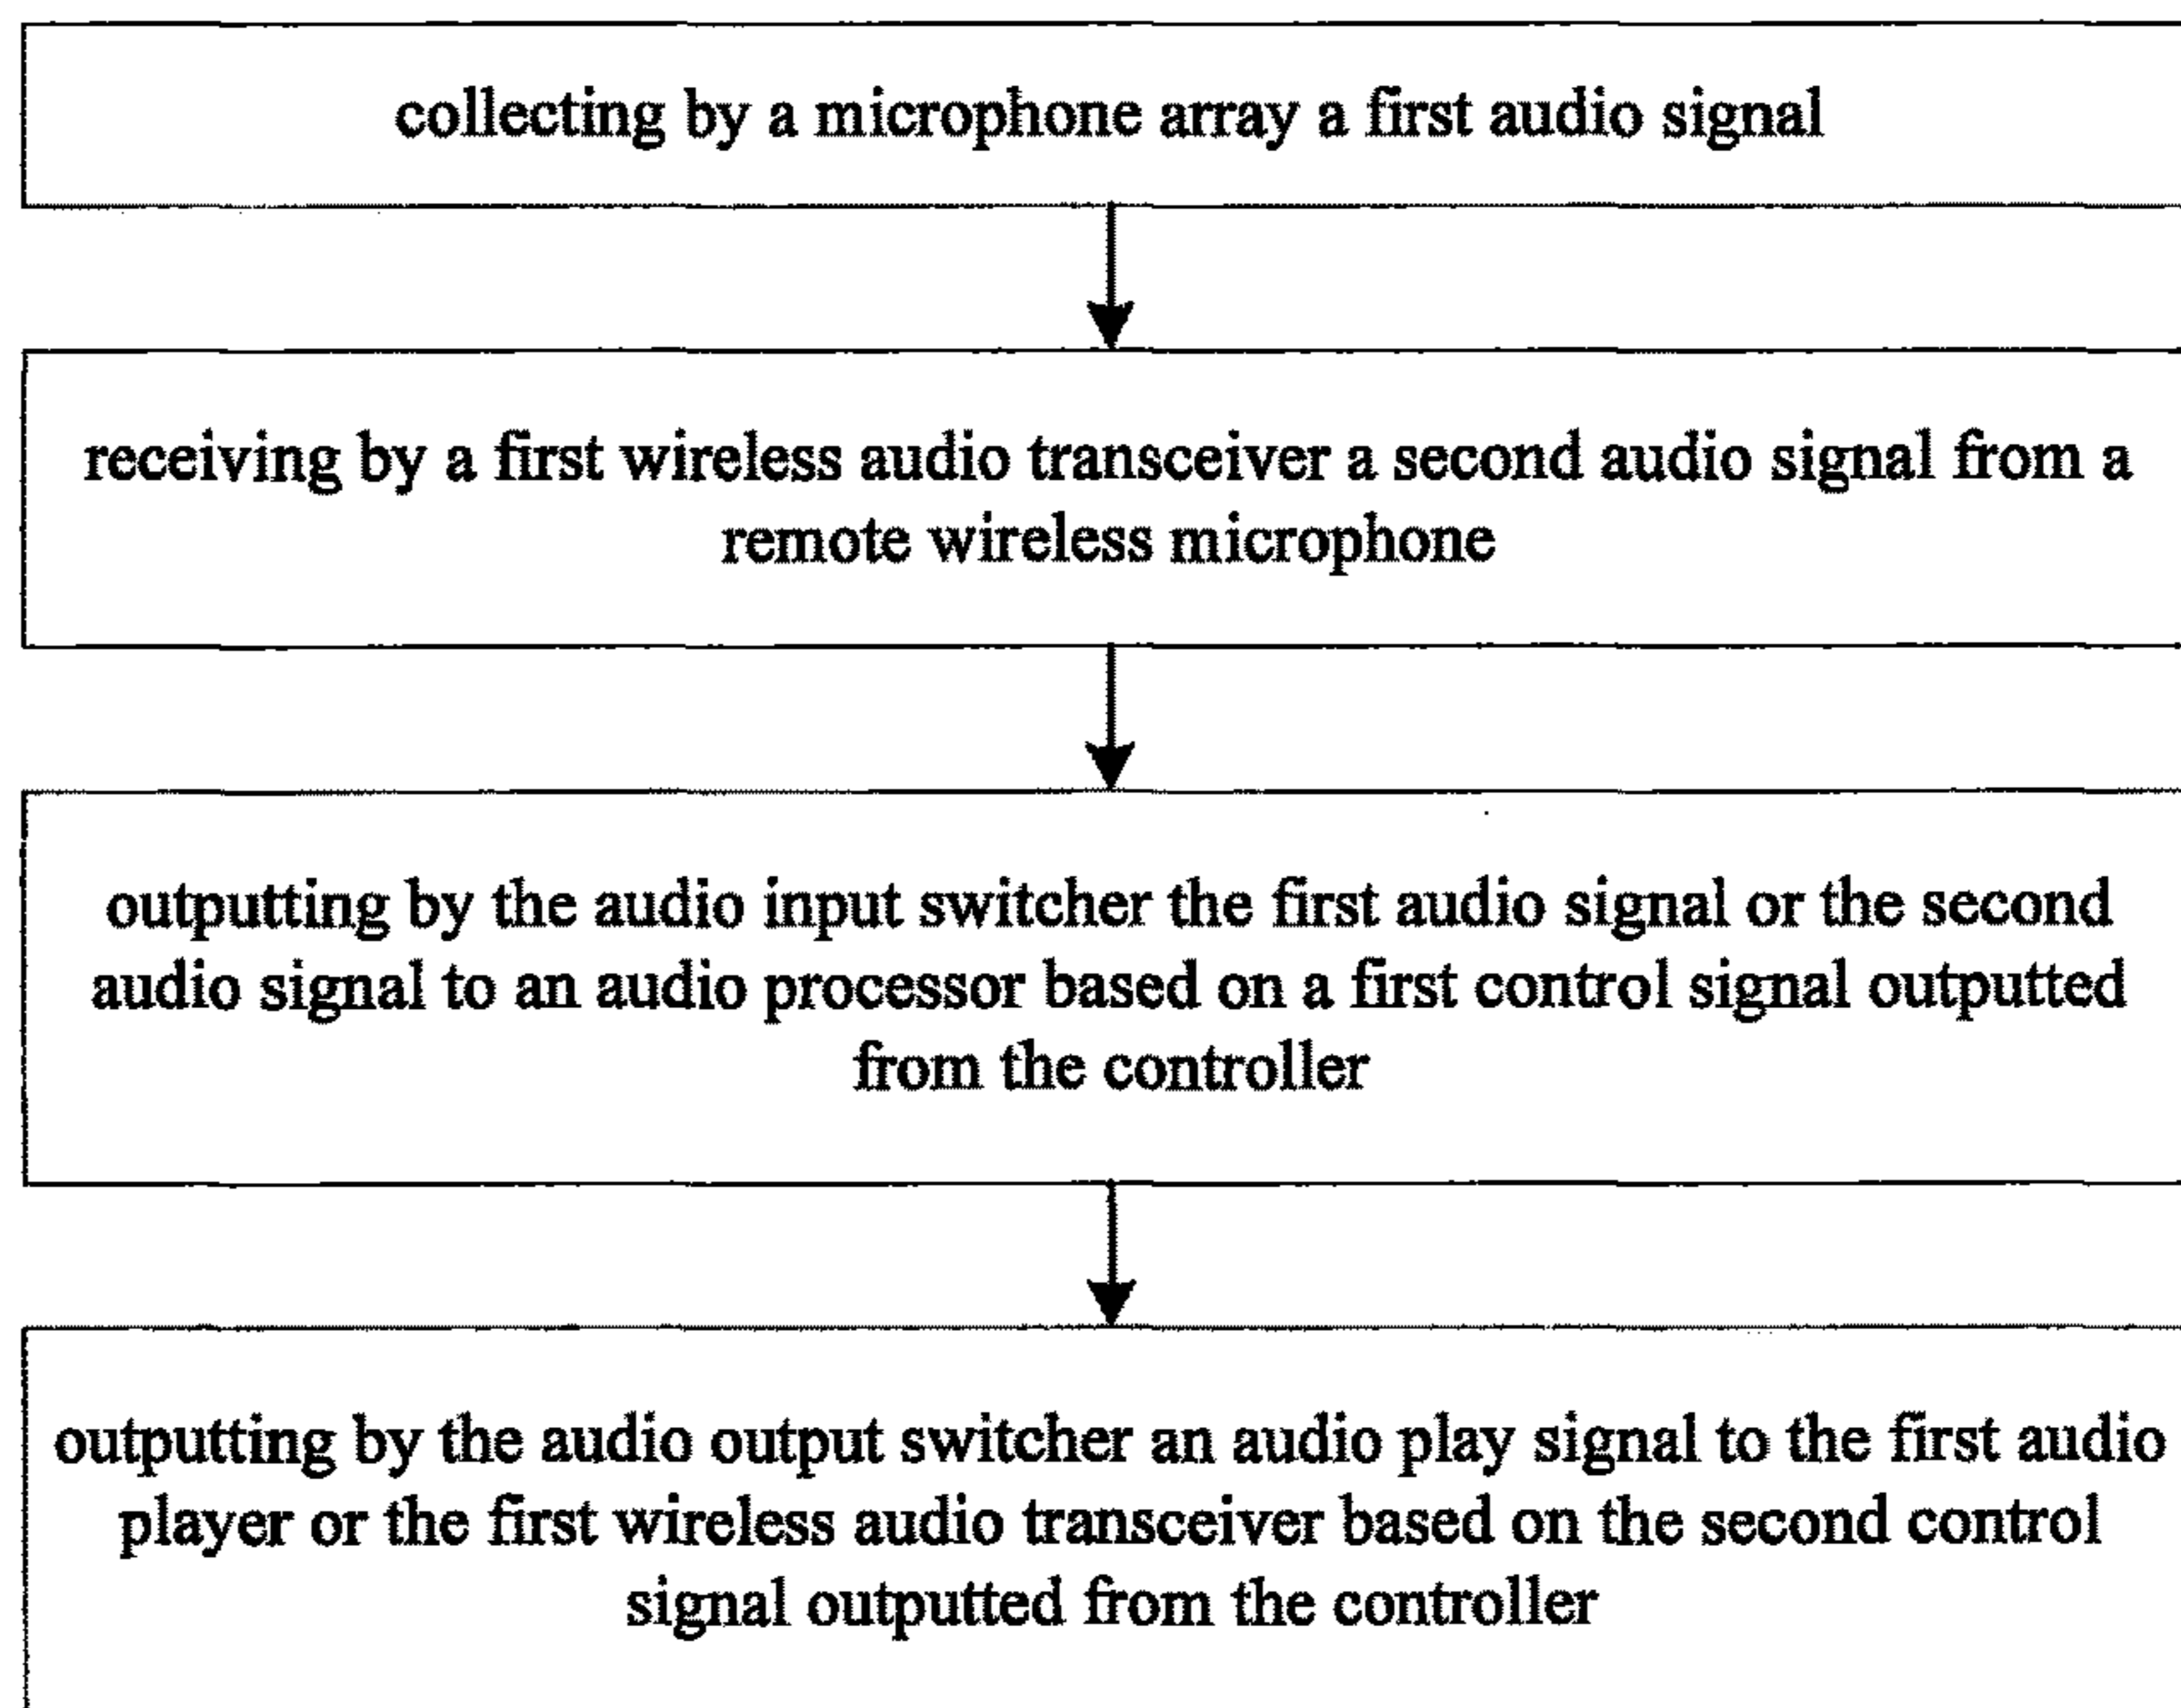 collecting by a microphone array a first audio signal
receiving by a first wireless audio transceiver a second audio signal from a
remote wireless microphone
outputting by the audio input switcher the first audio signal or the second
audio signal to an audio processor based on a first control signal outputted
from the controller
outputting by the audio output switcher an audio play signal to the first audio
player or the first wireless audio transceiver based on the second control
signal outputted from the controller